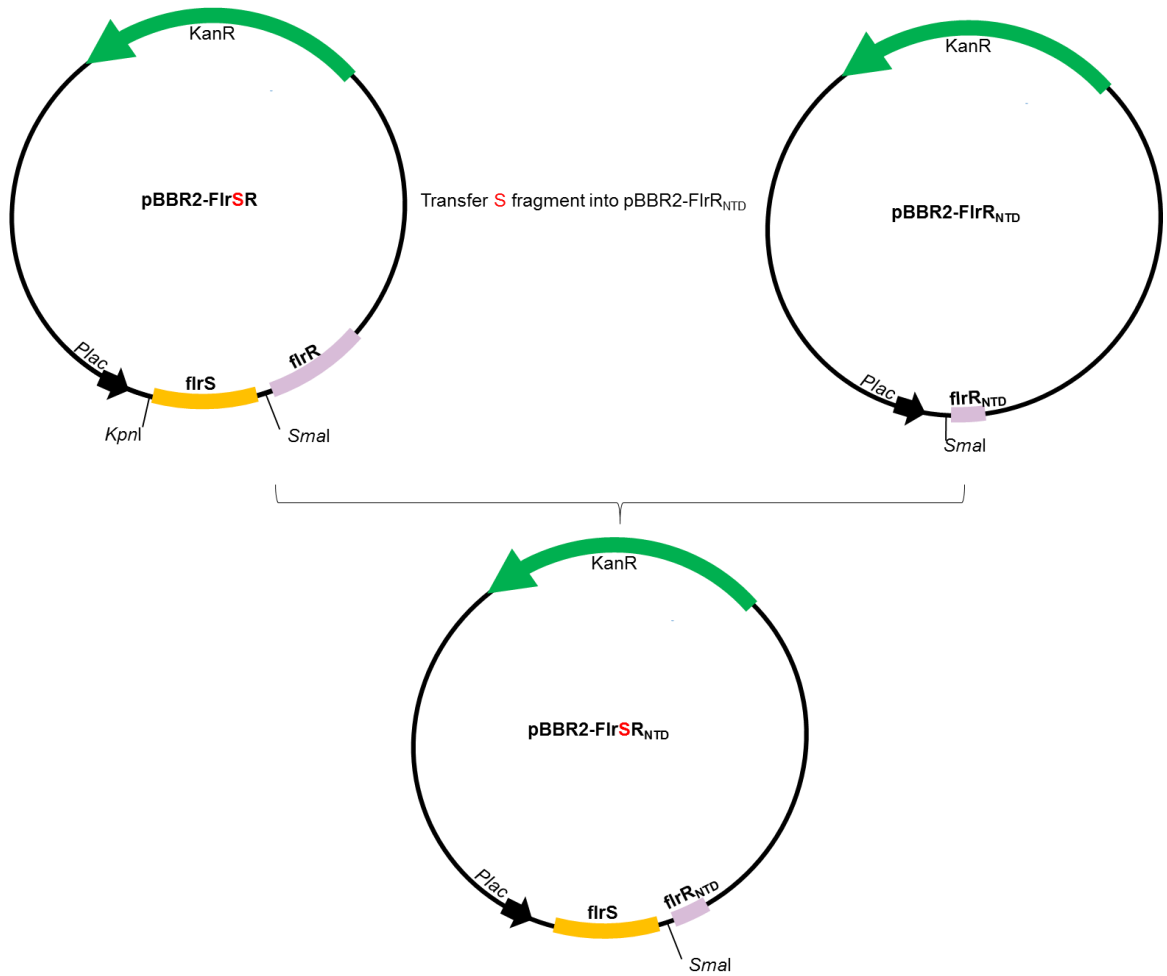 KanR
pBBR2-FlrSR
Plac
flrS
flrR
KpnI
SmaI
Transfer S fragment into pBBR2-FlrRNTD
KanR
pBBR2-FlrRNTD
Plac
flrRNTD
SmaI
KanR
pBBR2-FlrSRNTD
Plac
flrS
flrRNTD
SmaI